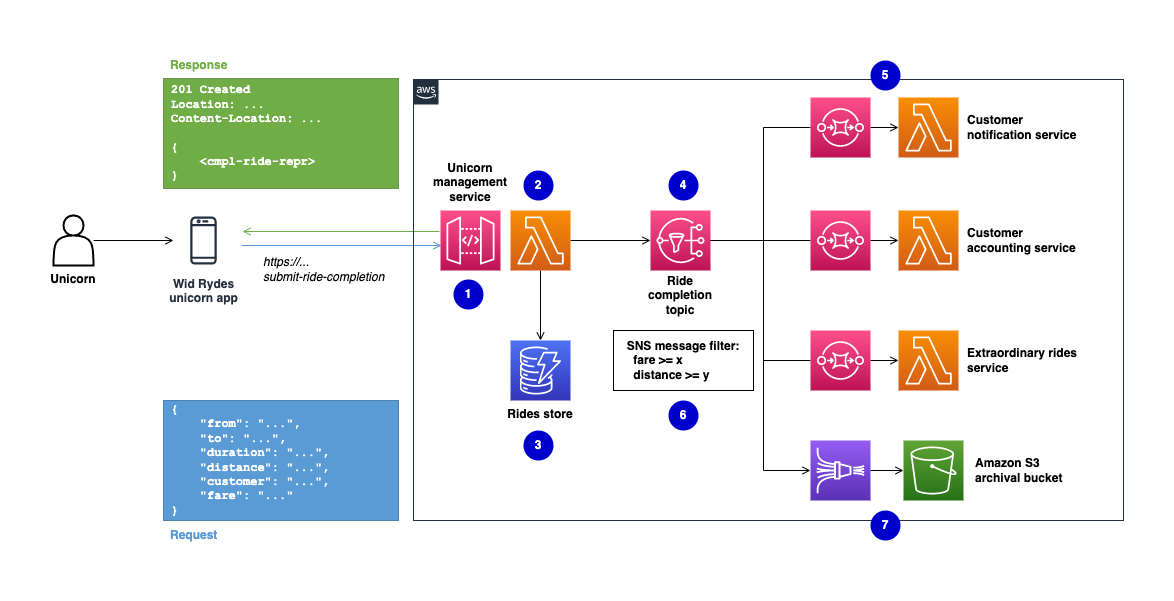 Response
201 Created
Location: ...
Content-Location: ...
{
<cmpl-ride-repr>
}
aws
5
Customer
notification service
Unicorn
management
service
2
4
Unicorn
Wid Rydes
unicorn app
https://...
submit-ride-completion
1
Ride
completion
topic
Customer
accounting service
SNS message filter:
fare >= x
distance >= y
6
Extraordinary rides
service
Rides store
3
{
"from": "...",
"to": "...",
"duration": "...",
"distance": "...",
"customer": "...",
"fare": "..."
}
Request
Amazon S3
archival bucket
7